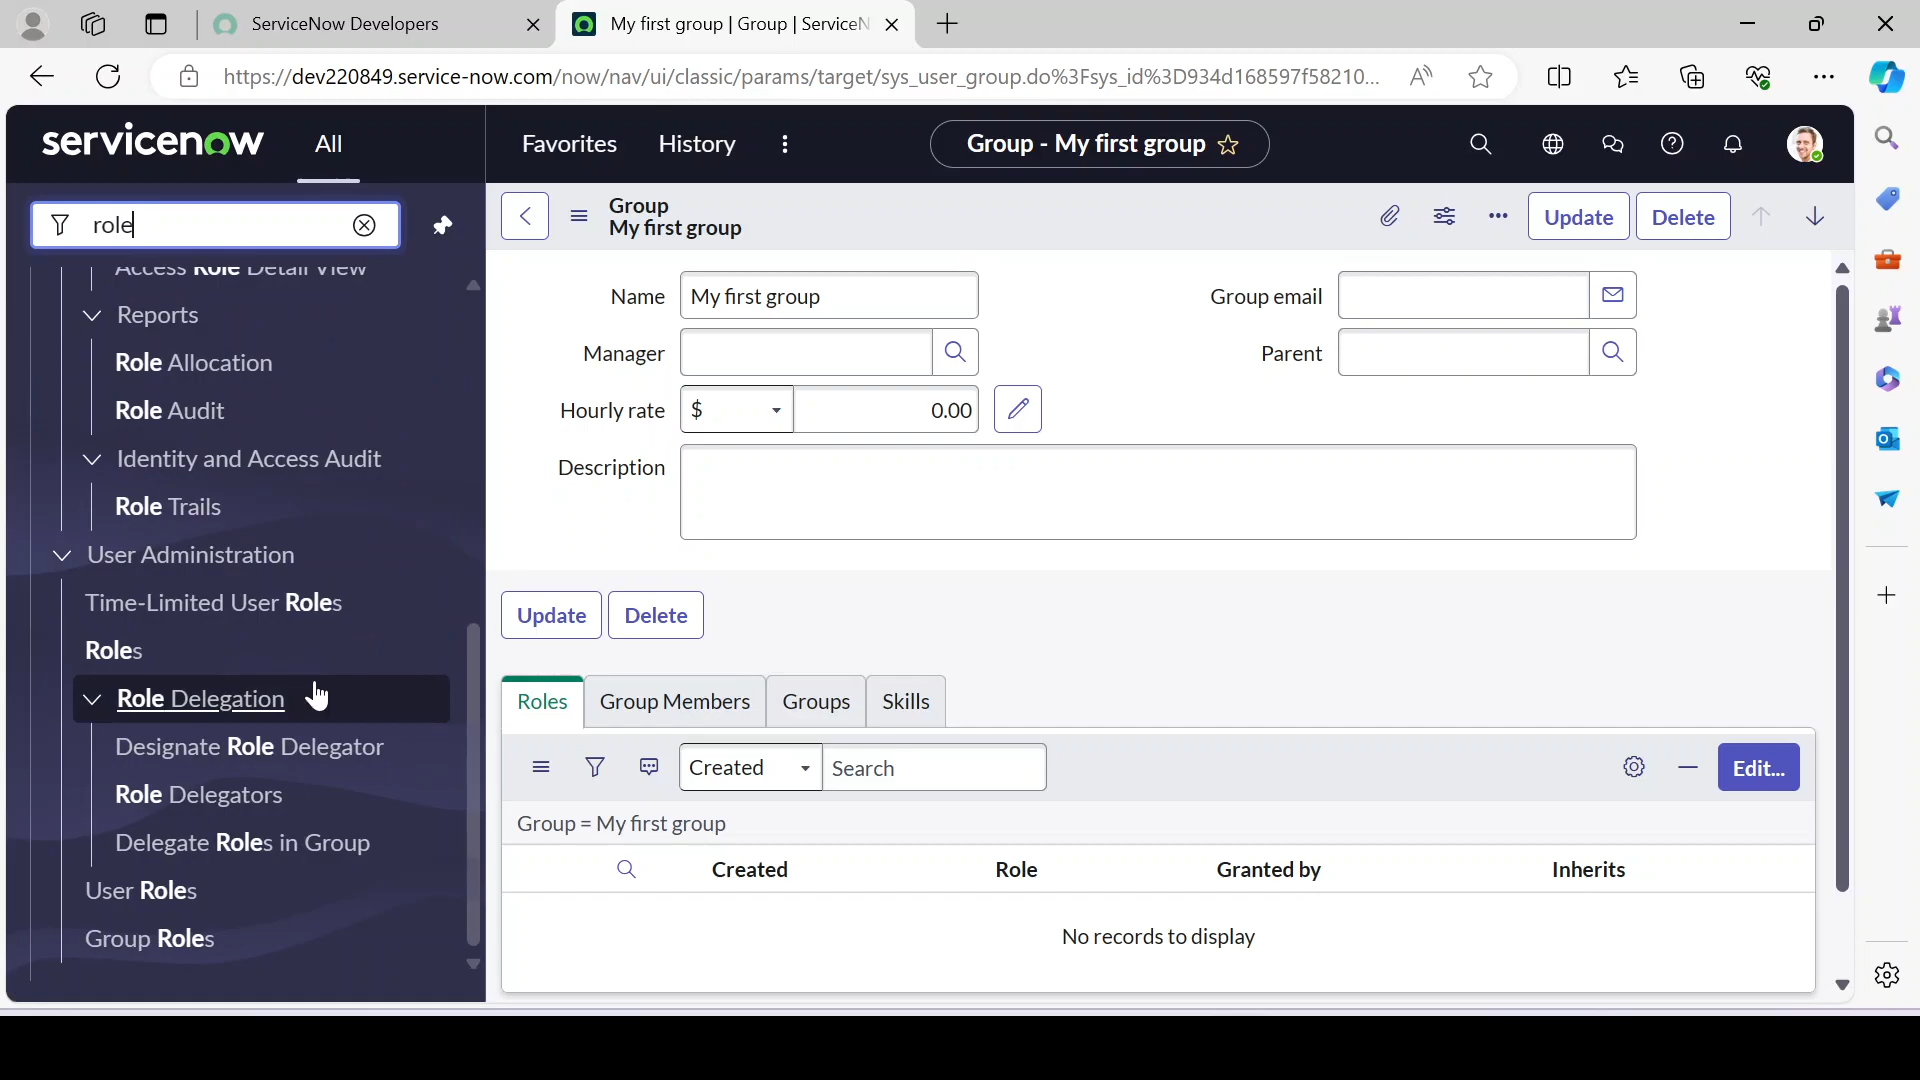 ServiceNow Developers
My first group | Group | ServiceN
https://dev220849.service-now.com/now/nav/ui/classic/params/target/sys_user_group.do%3Fsys_id%3D934d168597f58210...
servicenow
All
Favorites
History
Group - My first group
role
Access Role Detail View
Reports
Role Allocation
Role Audit
Identity and Access Audit
Role Trails
User Administration
Time-Limited User Roles
Roles
Role Delegation
Designate Role Delegator
Role Delegators
Delegate Roles in Group
User Roles
Group Roles
Group
My first group
Update
Delete
Name
My first group
Group email
Manager
Parent
Hourly rate
$
0.00
Description
Update
Delete
Roles
Group Members
Groups
Skills
Created
Search
Edit...
Group = My first group
Created
Role
Granted by
Inherits
No records to display